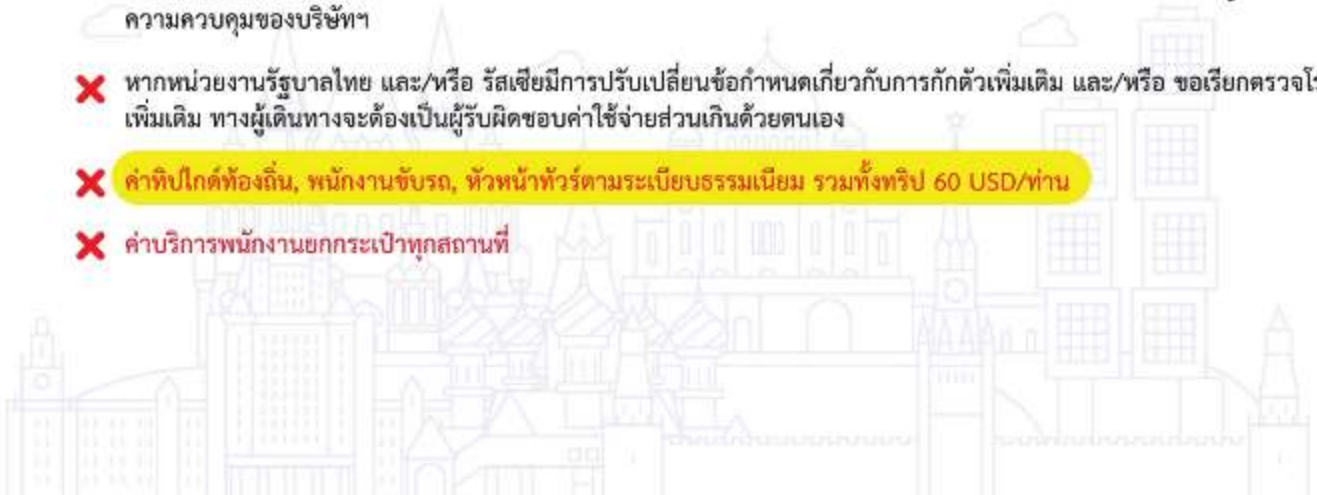 ความควบคุมของบริษัทฯ
หากหน่วยงานรัฐบาลไทย และ/หรือ รัสเซียมีการปรับเปลี่ยนข้อกำหนดเกี่ยวกับการกักตัวเพิ่มเติม และ/หรือ ขอเรียกตรวจ
เพิ่มเติม ทางผู้เดินทางจะต้องเป็นผู้รับผิดชอบค่าใช้จ่ายส่วนเกินด้วยตนเอง
ค่าทิปไกด์ท้องถิ่น, พนักงานขับรถ, หัวหน้าทัวร์ตามระเบียบธรรมเนียม รวมทั้งทริป 60 USD/ท่าน
ค่าบริการพนักงานยกกระเป๋าทุกสถานที่